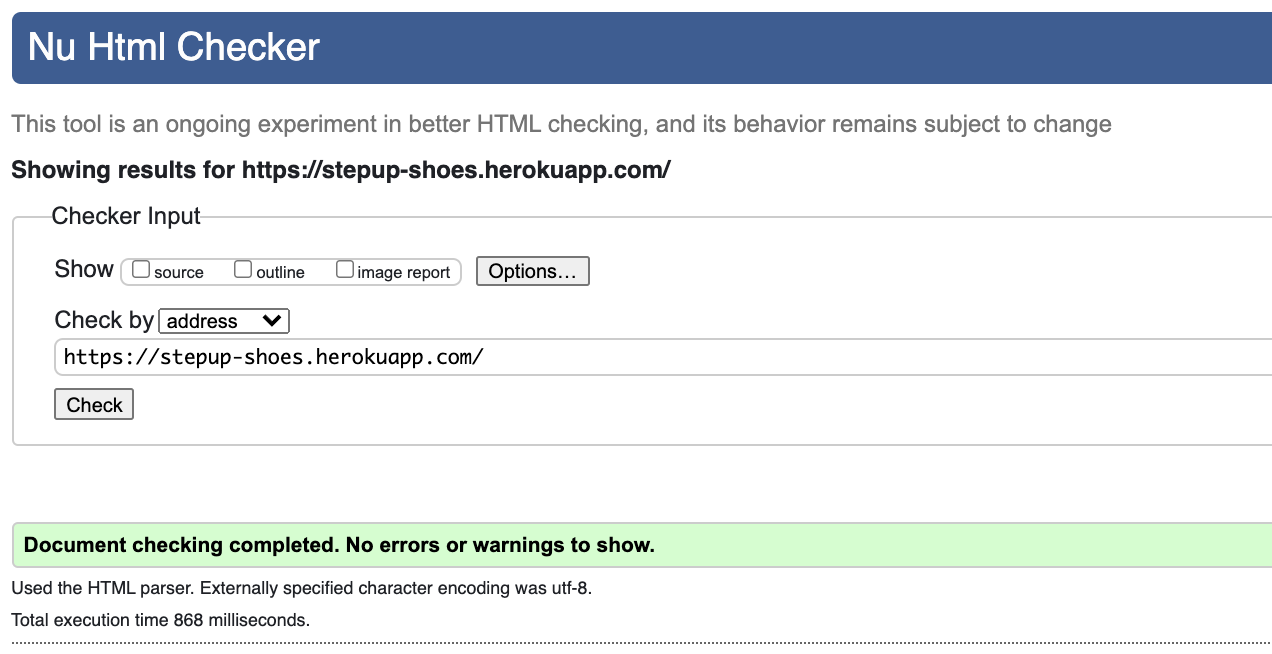 Nu Html Checker
This tool is an ongoing experiment in better HTML checking, and its behavior remains subject to change
Showing results for https://stepup-shoes.herokuapp.com/
Checker Input
Show source outline image report Options...
Check by address
https://stepup-shoes.herokuapp.com/
Check
Document checking completed. No errors or warnings to show.
Used the HTML parser. Externally specified character encoding was utf-8.
Total execution time 868 milliseconds.